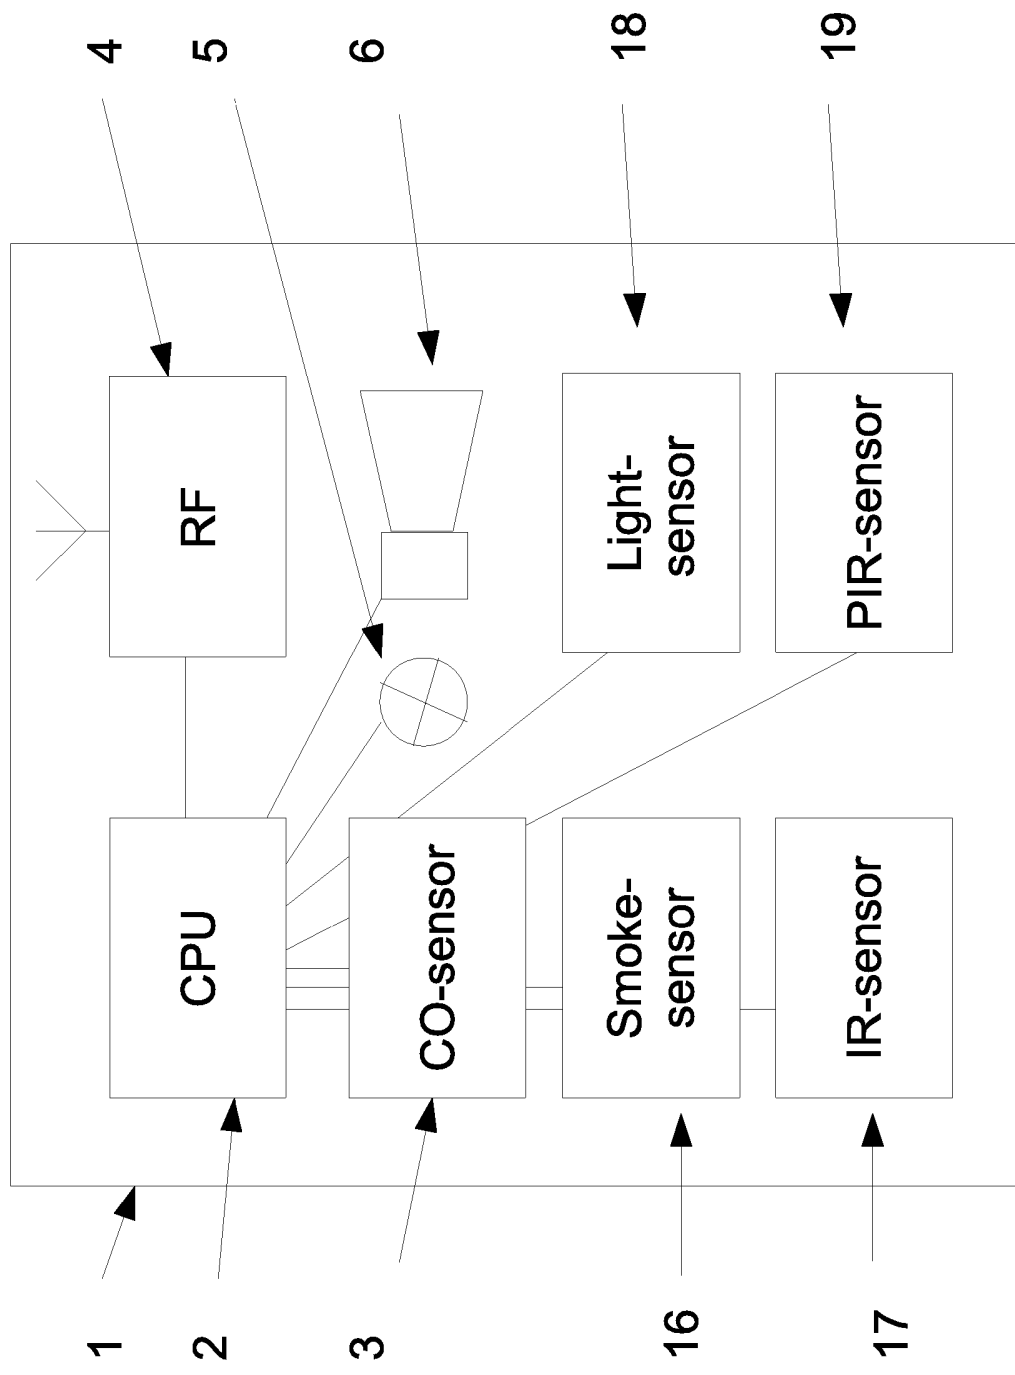 1
4
CPU
RF
2
5
CO-sensor
3
6
Smoke-
sensor
Light-
sensor
16
18
IR-sensor
PIR-sensor
17
19